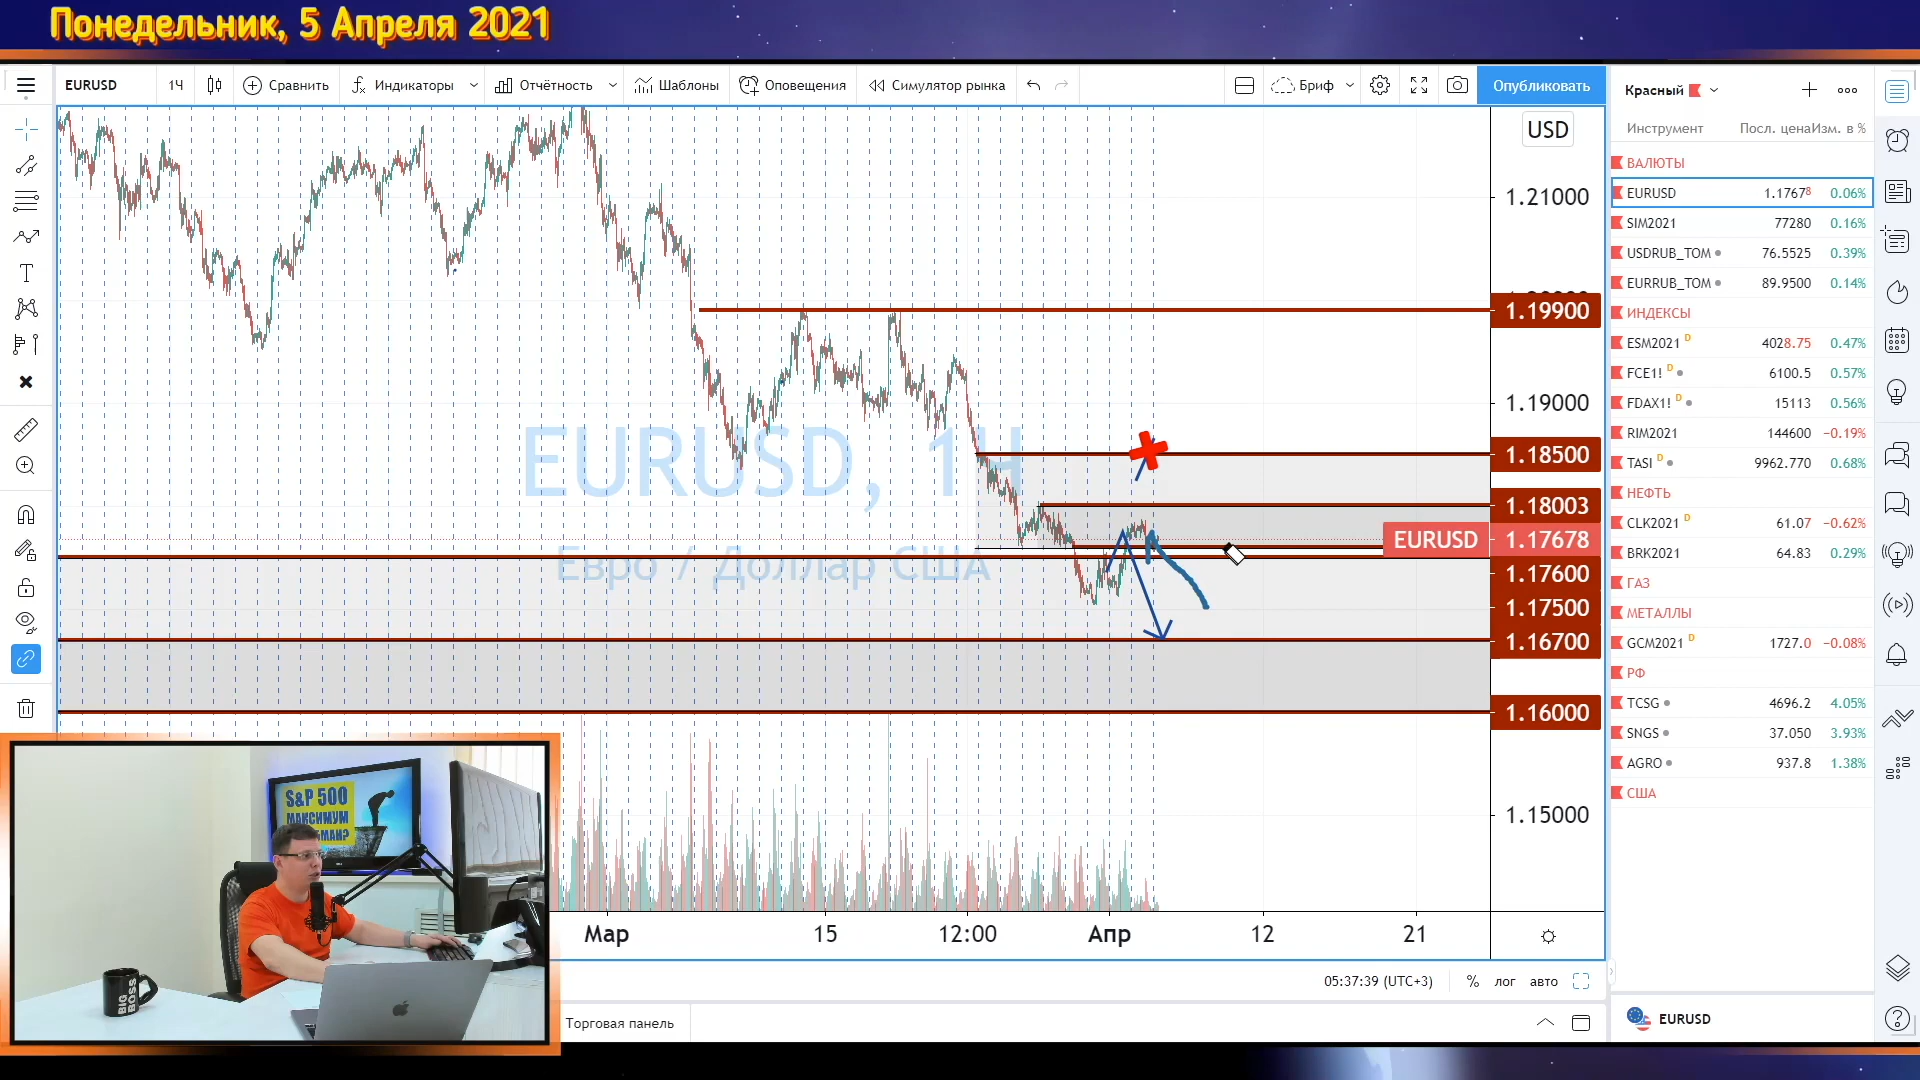 Понедельник, 5 Апреля 2021
EURUSD
1Ч
Сравнить
Индикаторы
Отчётность
Шаблоны
Оповещения
Симулятор рынка
Бриф
Опубликовать
Красный
Инструмент Посл. цена Изм. в %
ВАЛЮТЫ
EURUSD 1.17678 0.06%
SIM2021 77280 0.16%
USDRUB_TOM 76.5525 0.39%
EURRUB_TOM 89.9500 0.14%
ИНДЕКСЫ
ESM2021 D 4028.75 0.47%
FCE1! D 6100.5 0.57%
FDAX1! D 15113 0.56%
RIM2021 144600 −0.19%
TASI D 9962.770 0.68%
НЕФТЬ
CLK2021 D 61.07 −0.62%
BRK2021 64.83 0.29%
ГАЗ
МЕТАЛЛЫ
GCM2021 D 1727.0 −0.08%
РФ
TCSG 4696.2 4.05%
SNGS 37.050 3.93%
AGRO 937.8 1.38%
США
EURUSD
USD
1.21000
1.19900
1.19000
1.18500
1.18003
EURUSD 1.17678
1.17600
1.17500
1.16700
1.16000
1.15000
EURUSD, 1Ч
Евро / Доллар США
Мар 15 12:00 Апр 12 21
05:37:39 (UTC+3) % лог авто
Торговая панель
S&P 500
BIG BOSS